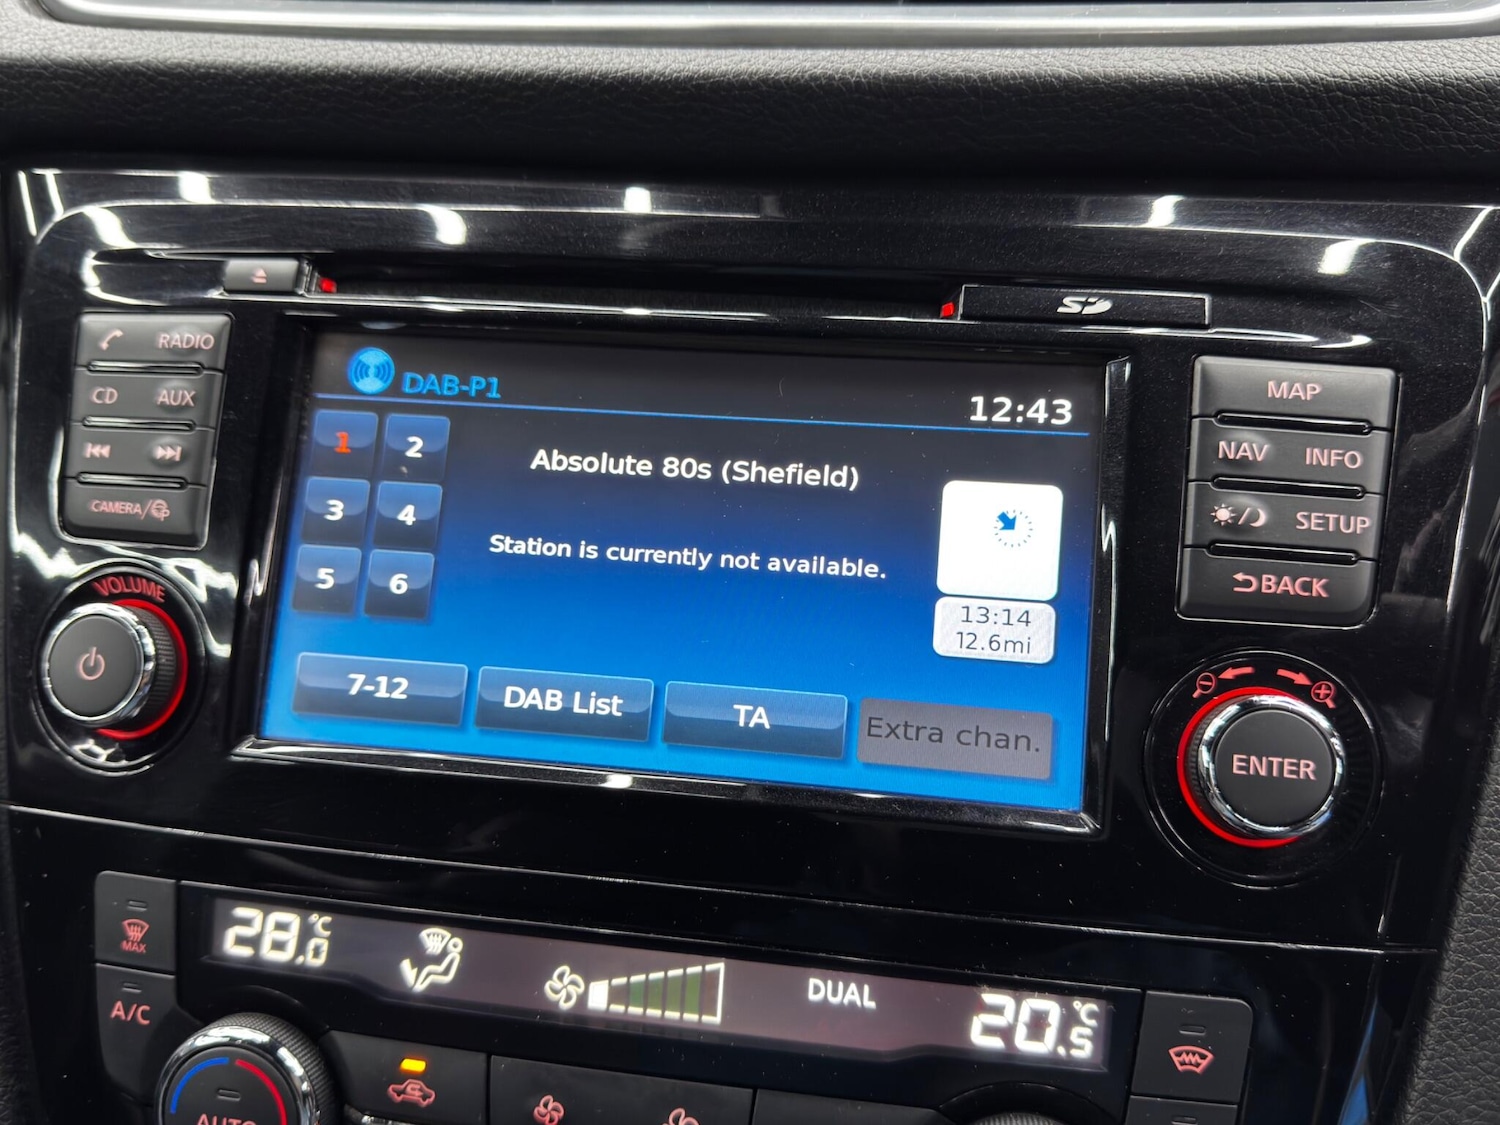 SD
RADIO
CD AUX
CAMERA/
VOLUME
DAB-P1
12:43
1 2
3 4
5 6
Absolute 80s (Shefield)
Station is currently not available.
13:14
12.6mi
7-12
DAB List
TA
Extra chan.
MAP
NAV INFO
SETUP
BACK
ENTER
MAX
A/C
28.0°C
DUAL
20.5°C
AUTO